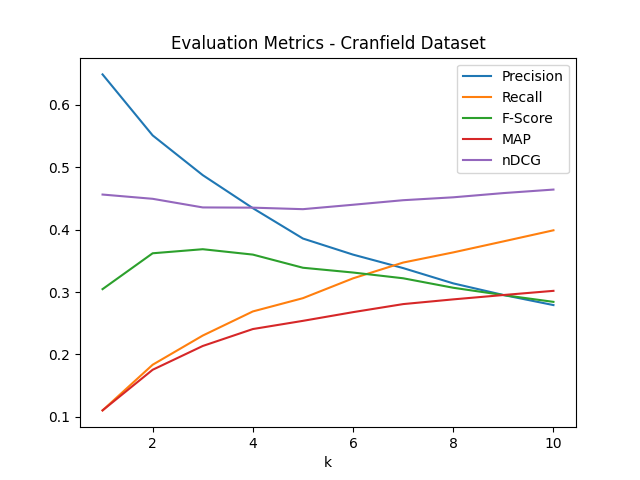 Evaluation Metrics - Cranfield Dataset
Precision
Recall
F-Score
MAP
nDCG
0.6
0.5
0.4
0.3
0.2
0.1
2 4 6 8 10
k